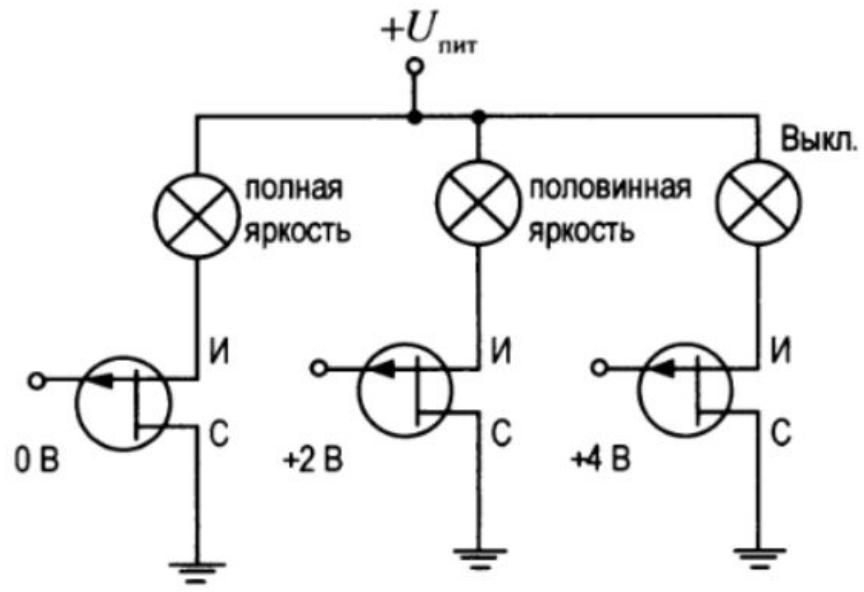 +Uпит
Выкл.
полная
яркость
половинная
яркость
И
С
0 В
И
С
+2 В
И
С
+4 В